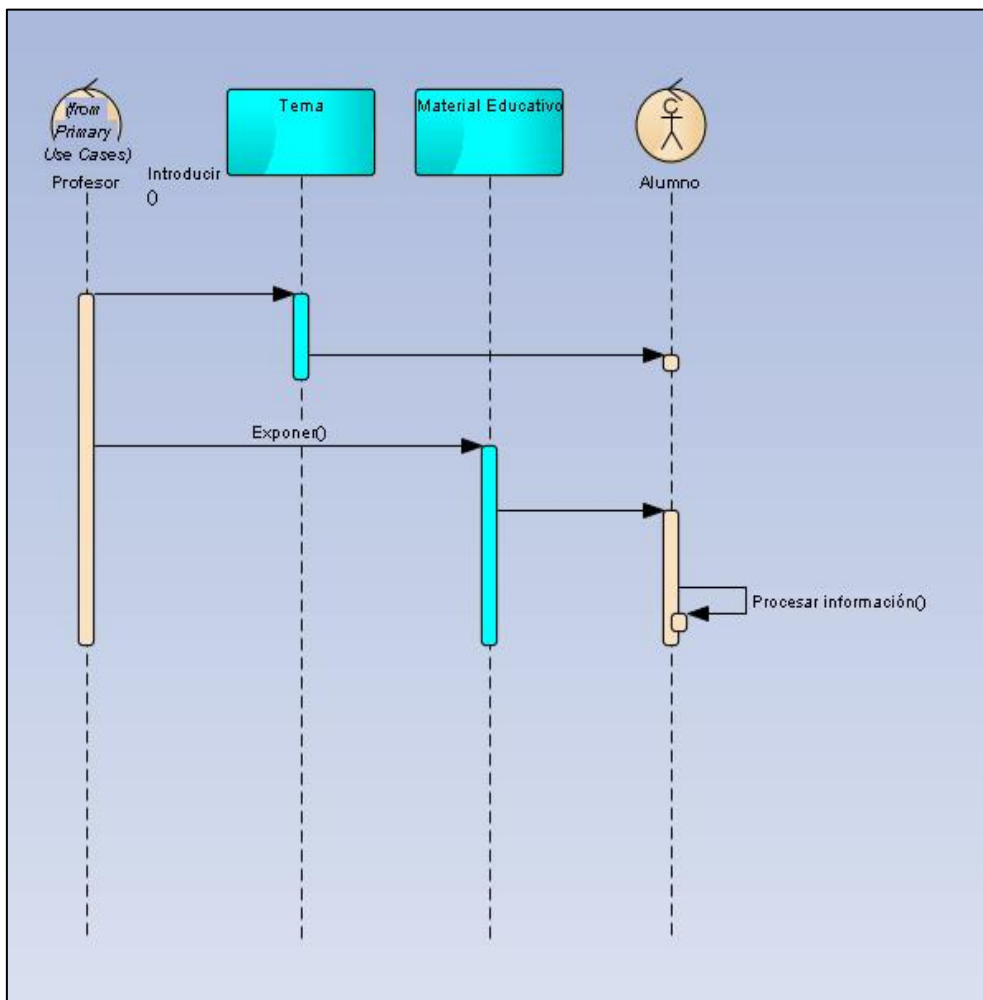 (from
Primary
Use Cases)
Profesor
Introducir
()
Tema
Material Educativo
Alumno
Exponer()
Procesar información()